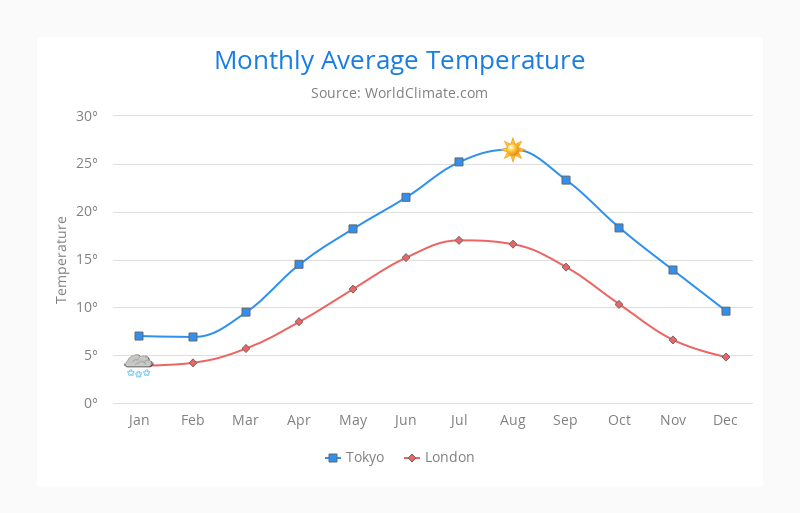 Monthly Average Temperature
Source: WorldClimate.com
Temperature
30°
25°
20°
15°
10°
5°
0°
Jan Feb Mar Apr May Jun Jul Aug Sep Oct Nov Dec
Tokyo London